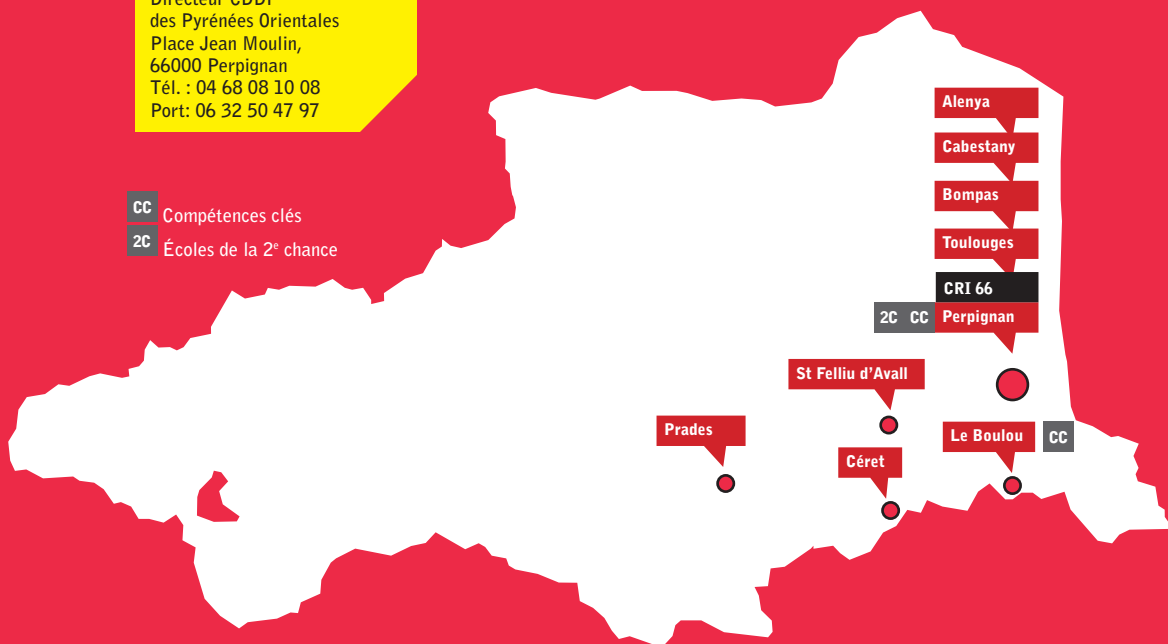 des Pyrénées Orientales
Place Jean Moulin,
66000 Perpignan
Tél. : 04 68 08 10 08
Port: 06 32 50 47 97
CC Compétences clés
2C Écoles de la 2e chance
Alenya
Cabestany
Bompas
Toulouges
CRI 66
2C CC Perpignan
St Felliu d'Avall
Prades
Le Boulou CC
Céret